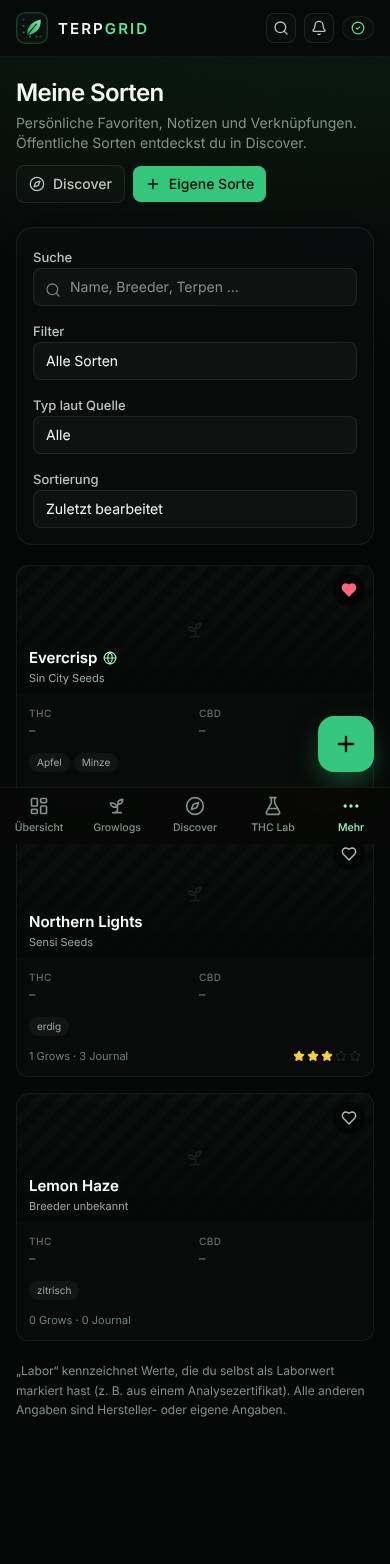 TERPGRID
Meine Sorten
Persönliche Favoriten, Notizen und Verknüpfungen.
Öffentliche Sorten entdeckst du in Discover.
Discover
Eigene Sorte
Suche
Name, Breeder, Terpen ...
Filter
Alle Sorten
Typ laut Quelle
Alle
Sortierung
Zuletzt bearbeitet
Evercrisp
Sin City Seeds
THC CBD
– –
Apfel Minze
Übersicht Growlogs Discover THC Lab Mehr
Northern Lights
Sensi Seeds
THC CBD
– –
erdig
1 Grows · 3 Journal
Lemon Haze
Breeder unbekannt
THC CBD
– –
zitrisch
0 Grows · 0 Journal
„Labor“ kennzeichnet Werte, die du selbst als Laborwert
markiert hast (z. B. aus einem Analysezertifikat). Alle anderen
Angaben sind Hersteller- oder eigene Angaben.